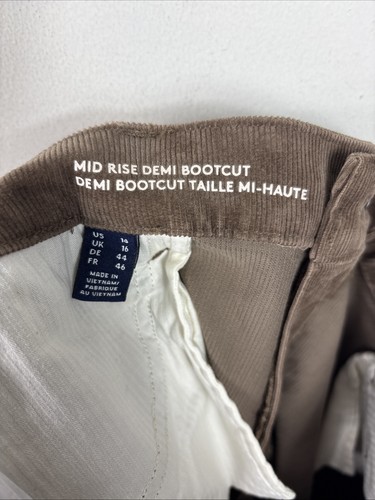 MID RISE DEMI BOOTCUT
DEMI BOOTCUT TAILLE MI-HAUTE
US 14
UK 16
DE 44
FR 46
MADE IN
VIETNAM/
FABRIQUÉ
AU VIETNAM